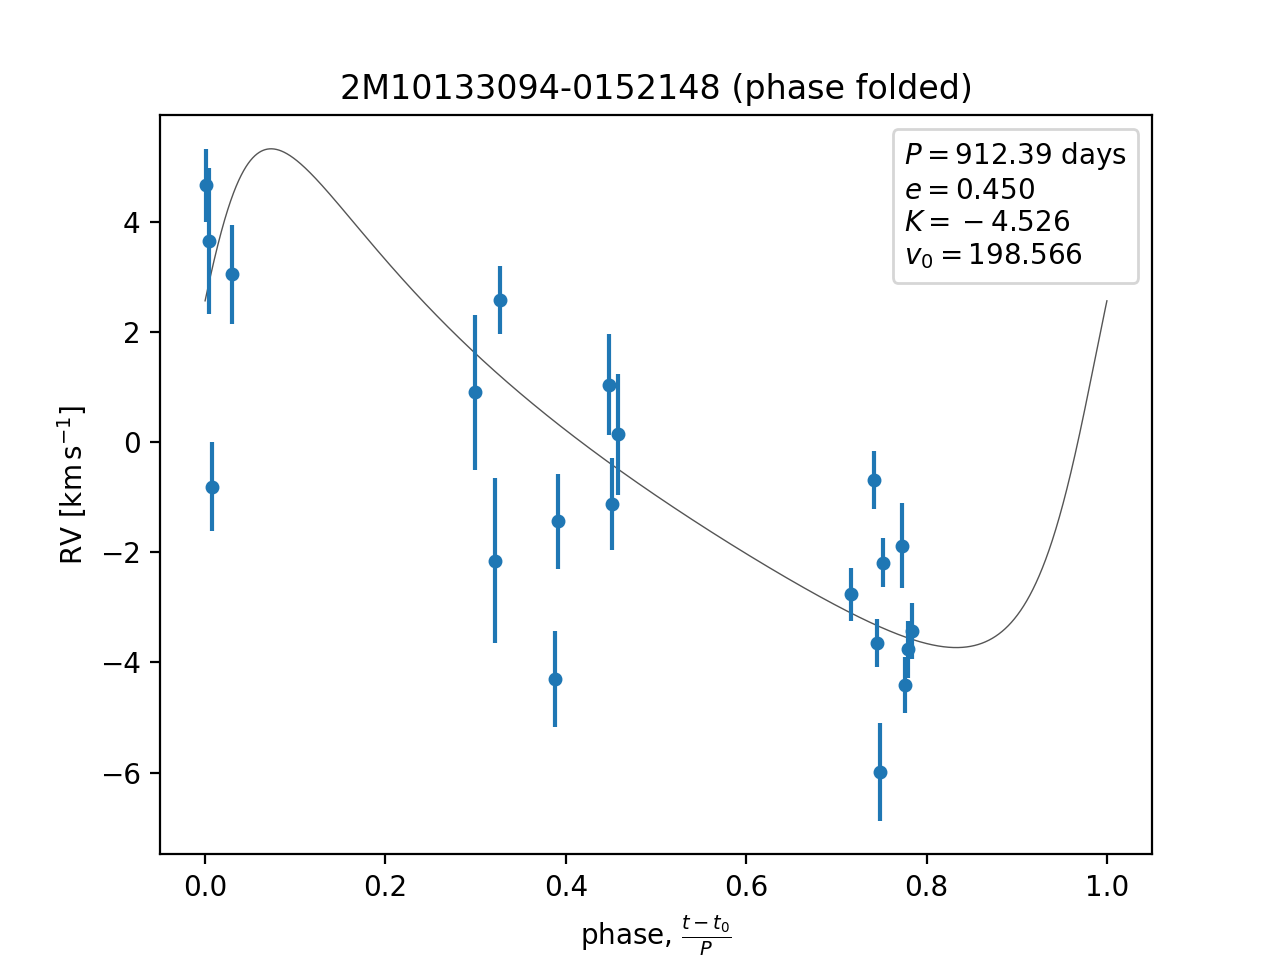 2M10133094-0152148 (phase folded)
P = 912.39 days
e = 0.450
K = −4.526
v₀ = 198.566
4
2
0
−2
−4
−6
RV [km s⁻¹]
0.0 0.2 0.4 0.6 0.8 1.0
phase, (t − t₀)/P